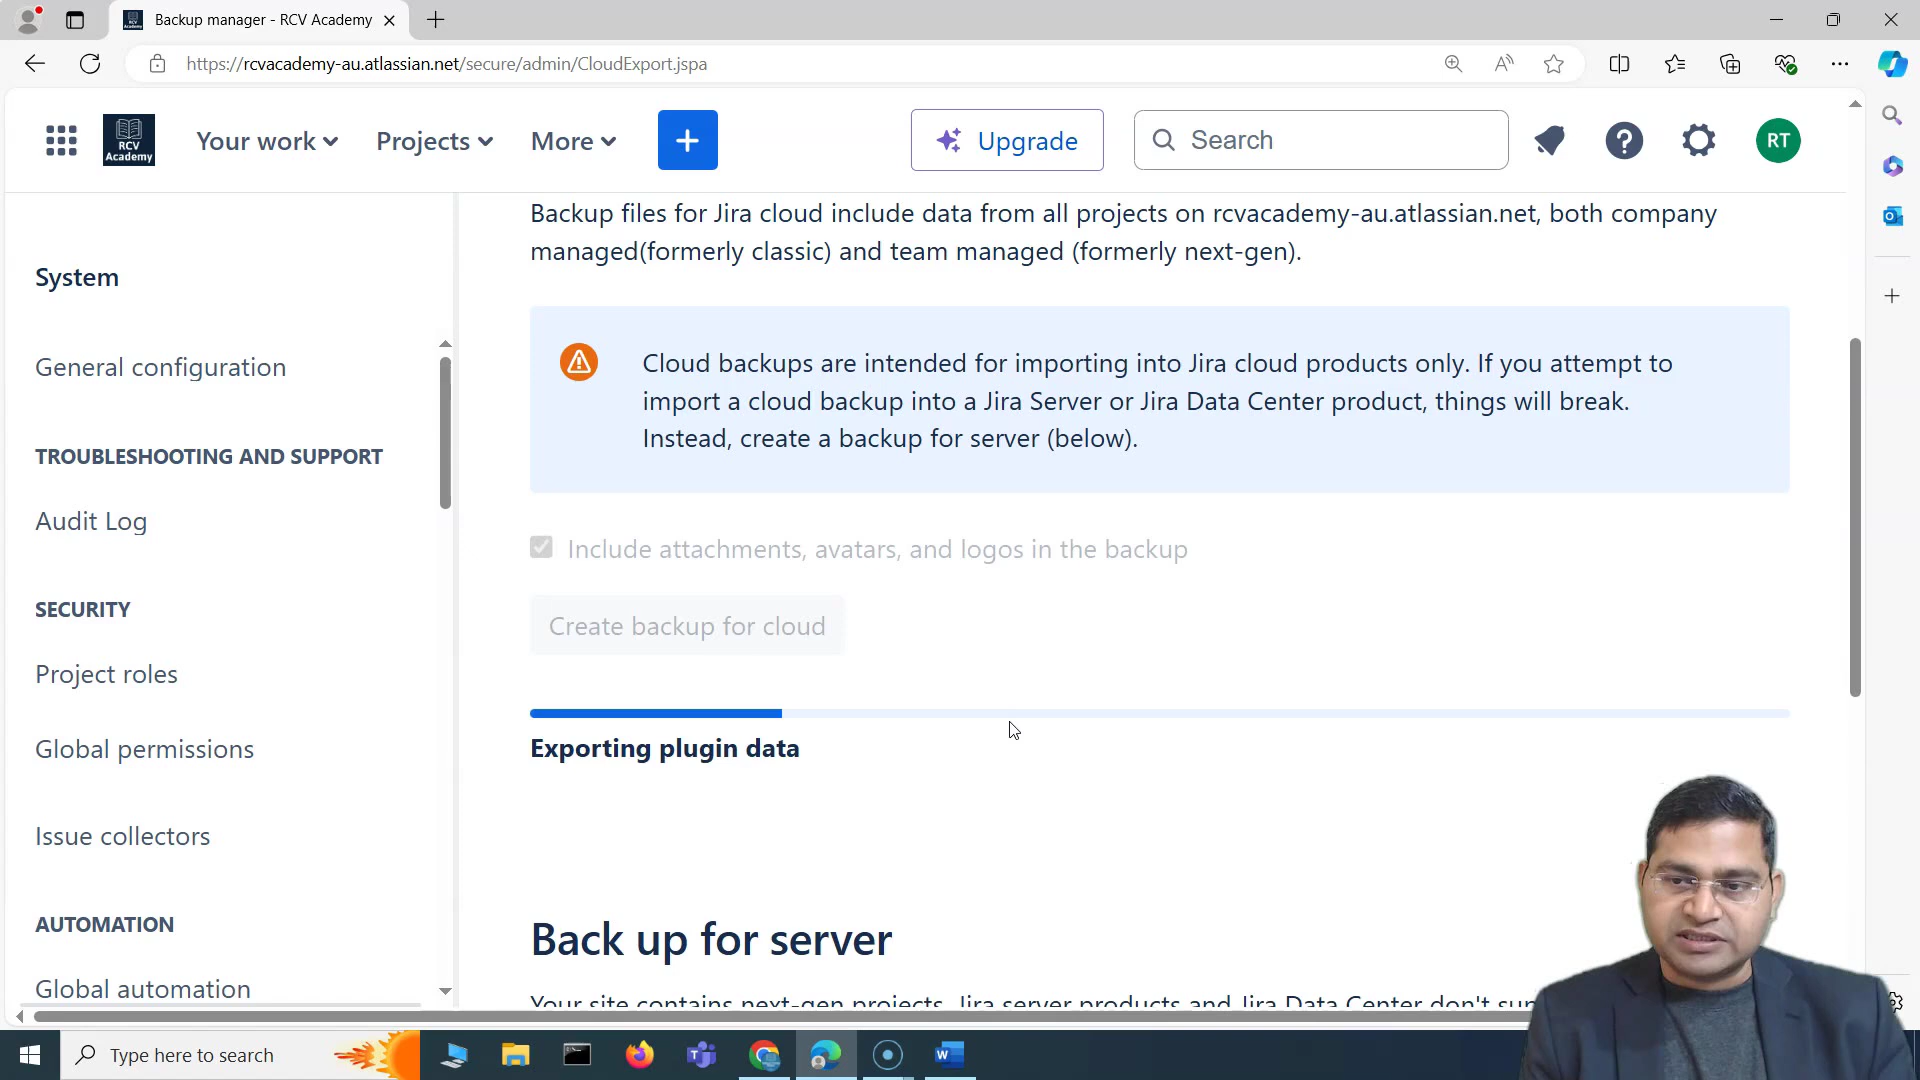 Backup manager - RCV Academy
https://rcvacademy-au.atlassian.net/secure/admin/CloudExport.jspa
RCV
Academy
Your work
Projects
More
+
Upgrade
Search
RT
System
General configuration
TROUBLESHOOTING AND SUPPORT
Audit Log
SECURITY
Project roles
Global permissions
Issue collectors
AUTOMATION
Global automation
Backup files for Jira cloud include data from all projects on rcvacademy-au.atlassian.net, both company
managed(formerly classic) and team managed (formerly next-gen).
Cloud backups are intended for importing into Jira cloud products only. If you attempt to
import a cloud backup into a Jira Server or Jira Data Center product, things will break.
Instead, create a backup for server (below).
Include attachments, avatars, and logos in the backup
Create backup for cloud
Exporting plugin data
Back up for server
Your site contains next-gen projects. Jira server products and Jira Data Center don't
Type here to search